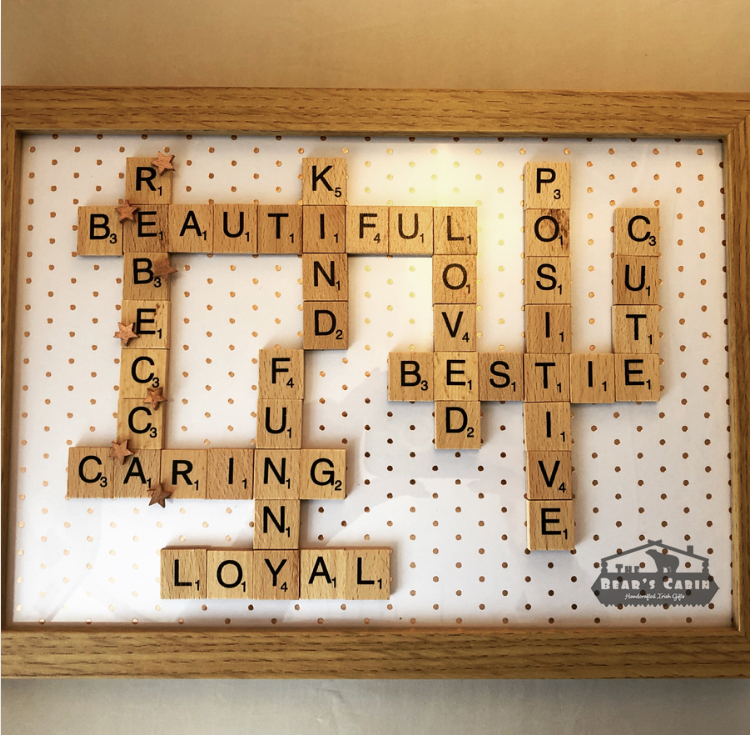 REBECCA
KIND
POSITIVE
BEAUTIFUL
LOVED
CUTE
FUNNY
BESTIE
CARING
LOYAL
THE
BEAR'S CABIN
Handcrafted Irish Gifts